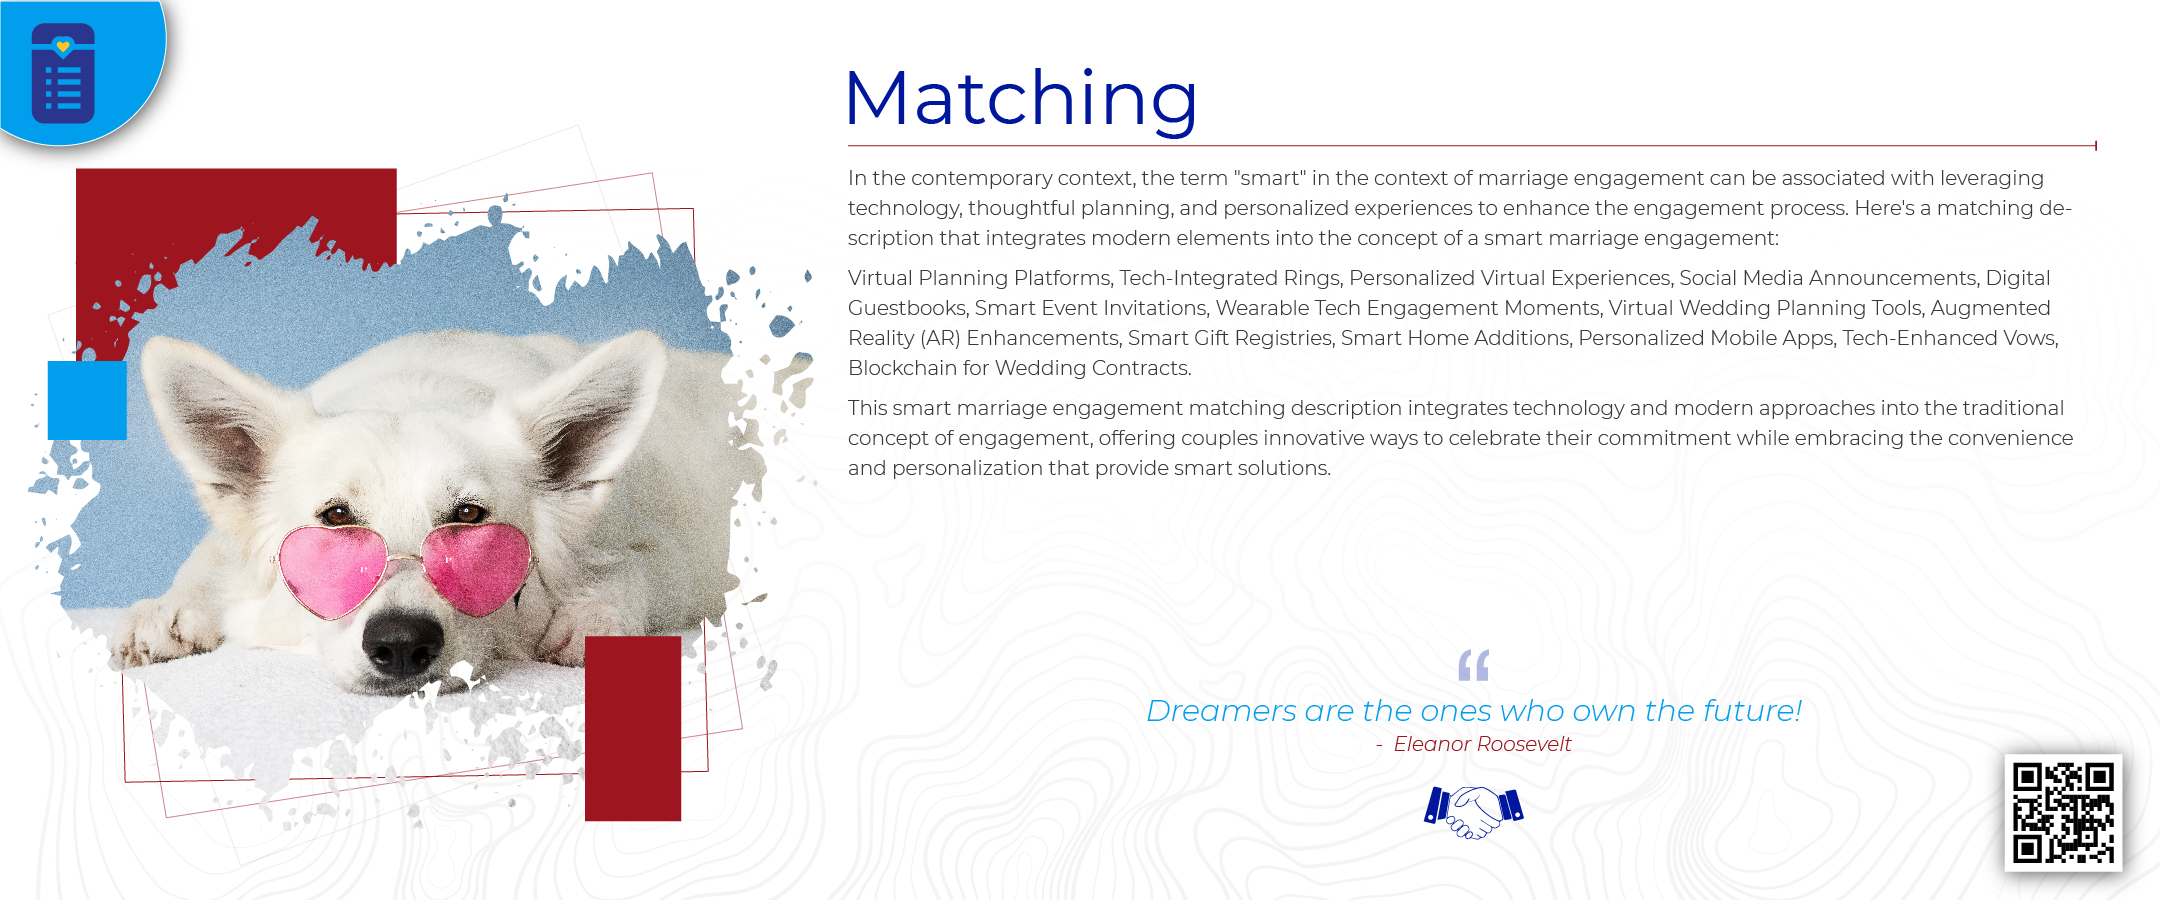 Matching
In the contemporary context, the term "smart" in the context of marriage engagement can be associated with leveraging
technology, thoughtful planning, and personalized experiences to enhance the engagement process. Here's a matching de-
scription that integrates modern elements into the concept of a smart marriage engagement:
Virtual Planning Platforms, Tech-Integrated Rings, Personalized Virtual Experiences, Social Media Announcements, Digital
Guestbooks, Smart Event Invitations, Wearable Tech Engagement Moments, Virtual Wedding Planning Tools, Augmented
Reality (AR) Enhancements, Smart Gift Registries, Smart Home Additions, Personalized Mobile Apps, Tech-Enhanced Vows,
Blockchain for Wedding Contracts.
This smart marriage engagement matching description integrates technology and modern approaches into the traditional
concept of engagement, offering couples innovative ways to celebrate their commitment while embracing the convenience
and personalization that provide smart solutions.
“
Dreamers are the ones who own the future!
- Eleanor Roosevelt